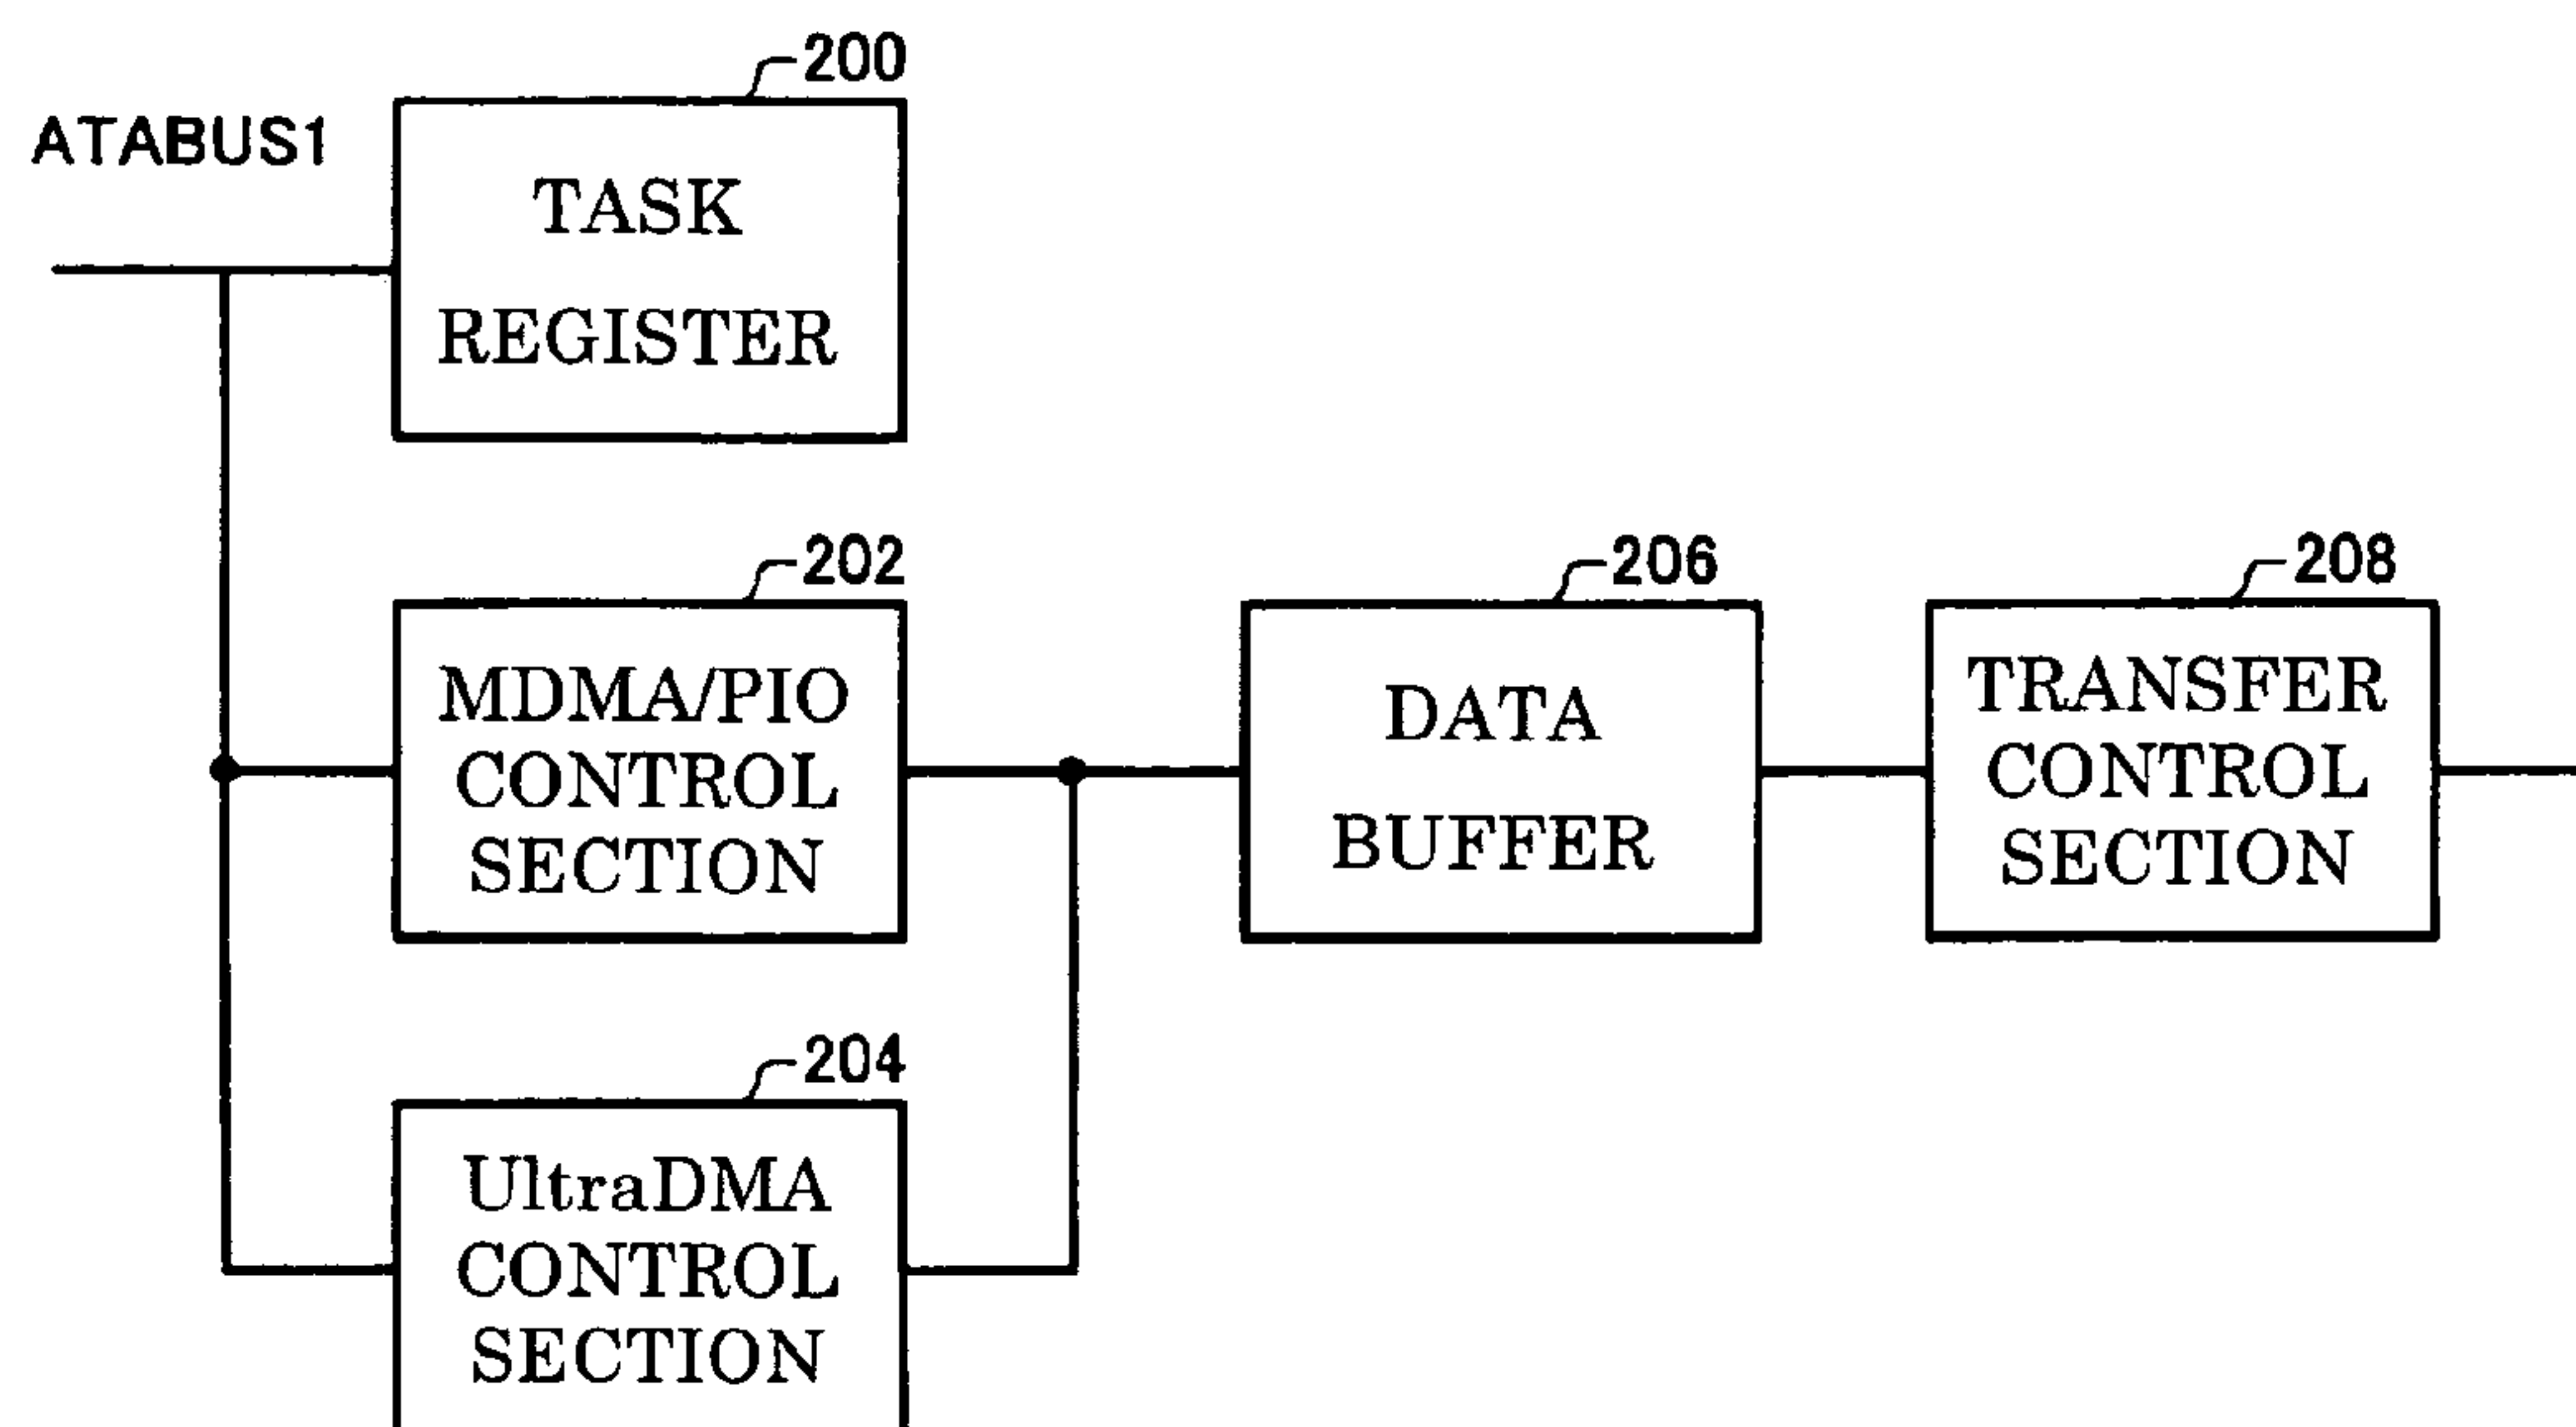 200
ATABUS1
TASK
REGISTER
202
MDMA/PIO
CONTROL
SECTION
206
DATA
BUFFER
208
TRANSFER
CONTROL
SECTION
204
UltraDMA
CONTROL
SECTION